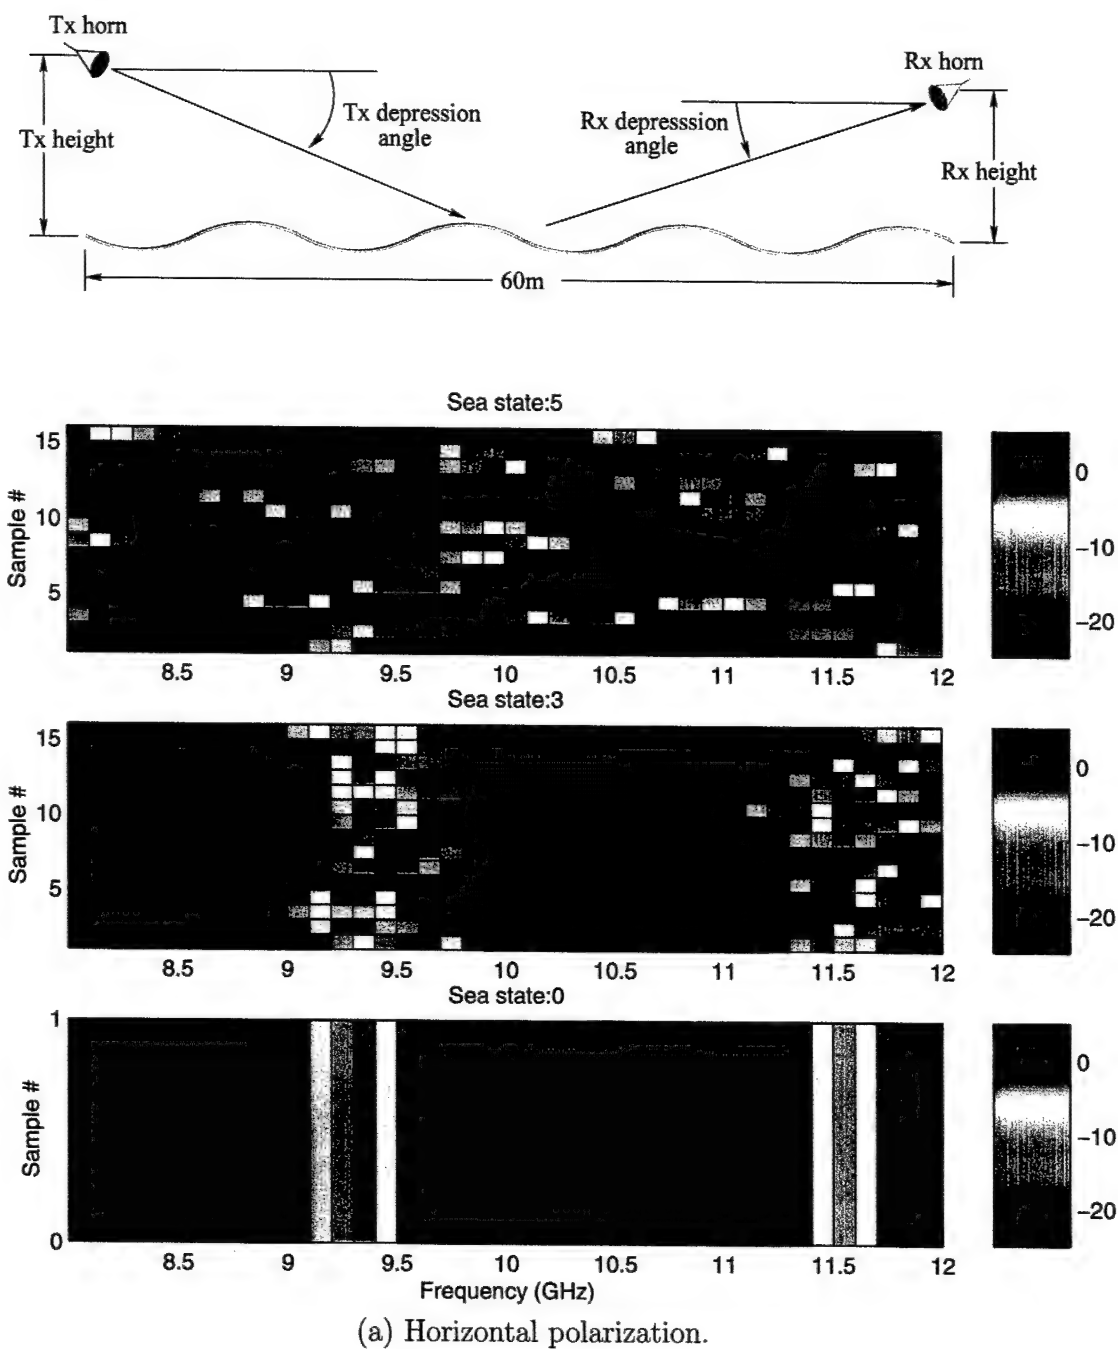 Tx horn
Rx horn
Tx depression
angle
Rx depresssion
angle
Tx height
Rx height
60m
Sea state:5
15
10
5
Sample #
8.5 9 9.5 10 10.5 11 11.5 12
0
−10
−20
Sea state:3
15
10
5
Sample #
8.5 9 9.5 10 10.5 11 11.5 12
0
−10
−20
Sea state:0
1
0
Sample #
8.5 9 9.5 10 10.5 11 11.5 12
0
−10
−20
Frequency (GHz)
(a) Horizontal polarization.